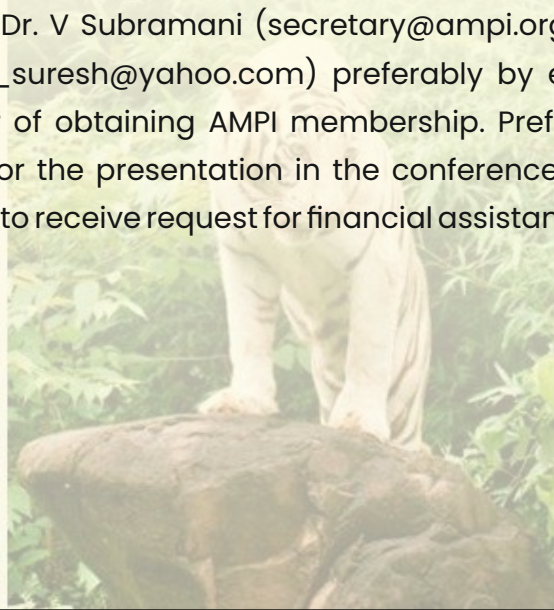 Dr. V Subramani (secretary@ampi.org
_suresh@yahoo.com) preferably by e
of obtaining AMPI membership. Pref
or the presentation in the conference
to receive request for financial assistan